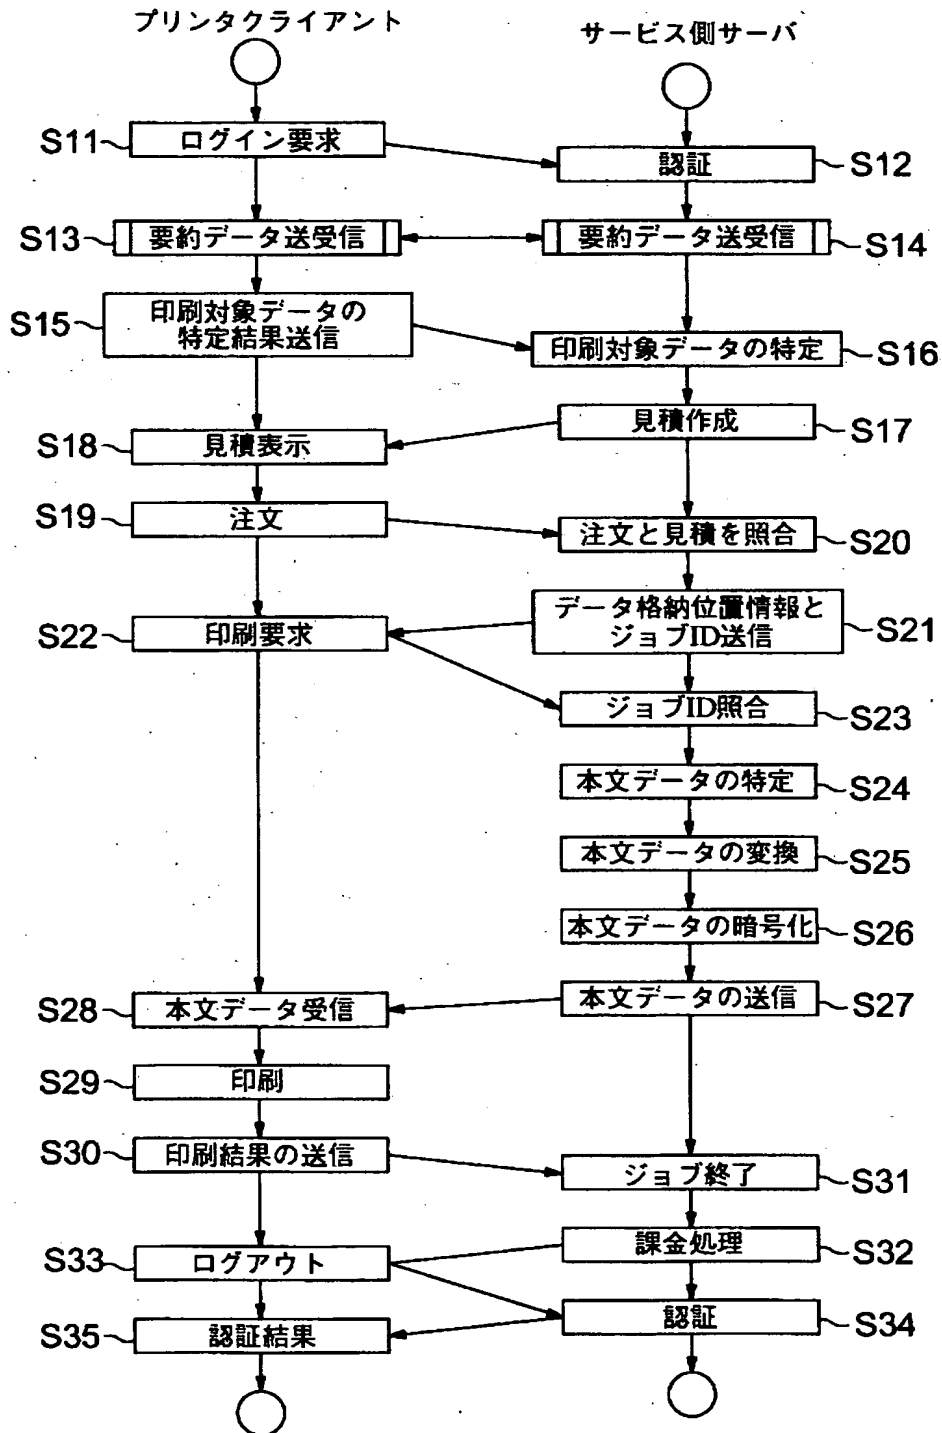 プリンタクライアント
サービス側サーバ
S11
ログイン要求
認証
S12
S13
要約データ送受信
要約データ送受信
S14
S15
印刷対象データの
特定結果送信
印刷対象データの特定
S16
見積作成
S17
S18
見積表示
S19
注文
注文と見積を照合
S20
データ格納位置情報と
ジョブID送信
S21
S22
印刷要求
ジョブID照合
S23
本文データの特定
S24
本文データの変換
S25
本文データの暗号化
S26
本文データの送信
S27
S28
本文データ受信
S29
印刷
S30
印刷結果の送信
ジョブ終了
S31
課金処理
S32
S33
ログアウト
認証
S34
S35
認証結果